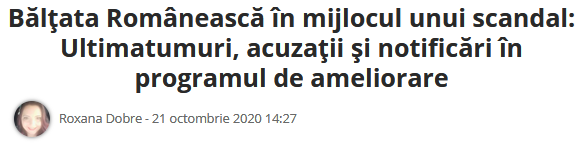 Bălţata Românească în mijlocul unui scandal:
Ultimatumuri, acuzaţii şi notificări în
programul de ameliorare
Roxana Dobre - 21 octombrie 2020 14:27